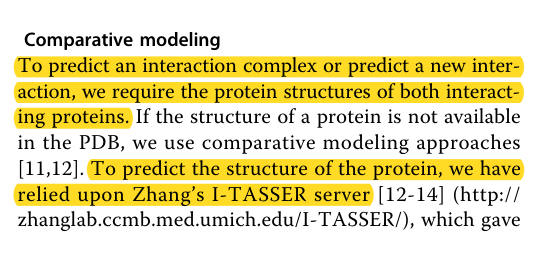 Comparative modeling
To predict an interaction complex or predict a new inter-
action, we require the protein structures of both interact-
ing proteins. If the structure of a protein is not available
in the PDB, we use comparative modeling approaches
[11,12]. To predict the structure of the protein, we have
relied upon Zhang's I-TASSER server [12-14] (http://
zhanglab.ccmb.med.umich.edu/I-TASSER/), which gave